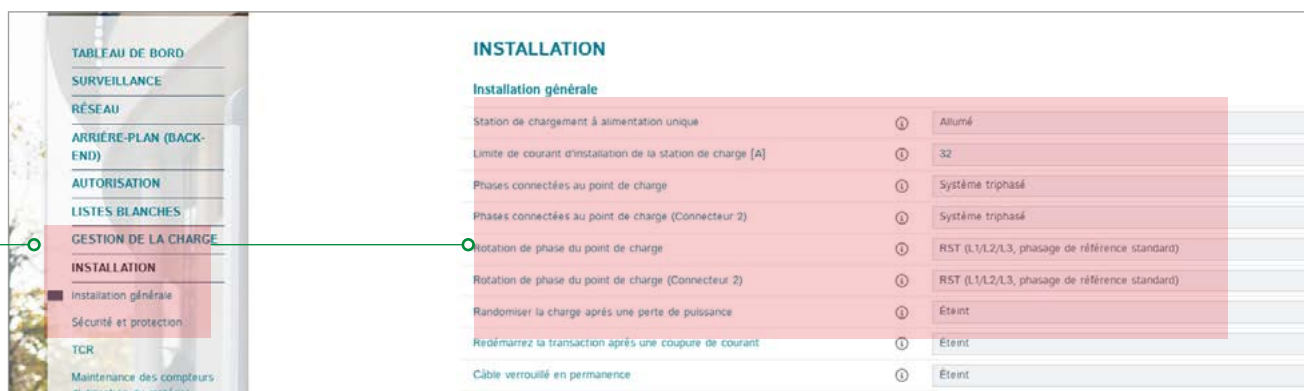 TABLEAU DE BORD
SURVEILLANCE
RÉSEAU
ARRIÈRE-PLAN (BACK-
END)
AUTORISATION
LISTES BLANCHES
GESTION DE LA CHARGE
INSTALLATION
Installation générale
Sécurité et protection
TCR
Maintenance des compteurs
INSTALLATION
Installation générale
Station de chargement à alimentation unique Allumé
Limite de courant d'installation de la station de charge [A] 32
Phases connectées au point de charge Système triphasé
Phases connectées au point de charge (Connecteur 2) Système triphasé
Rotation de phase du point de charge RST (L1/L2/L3, phasage de référence standard)
Rotation de phase du point de charge (Connecteur 2) RST (L1/L2/L3, phasage de référence standard)
Randomiser la charge après une perte de puissance Éteint
Redémarrez la transaction après une coupure de courant Éteint
Câble verrouillé en permanence Éteint